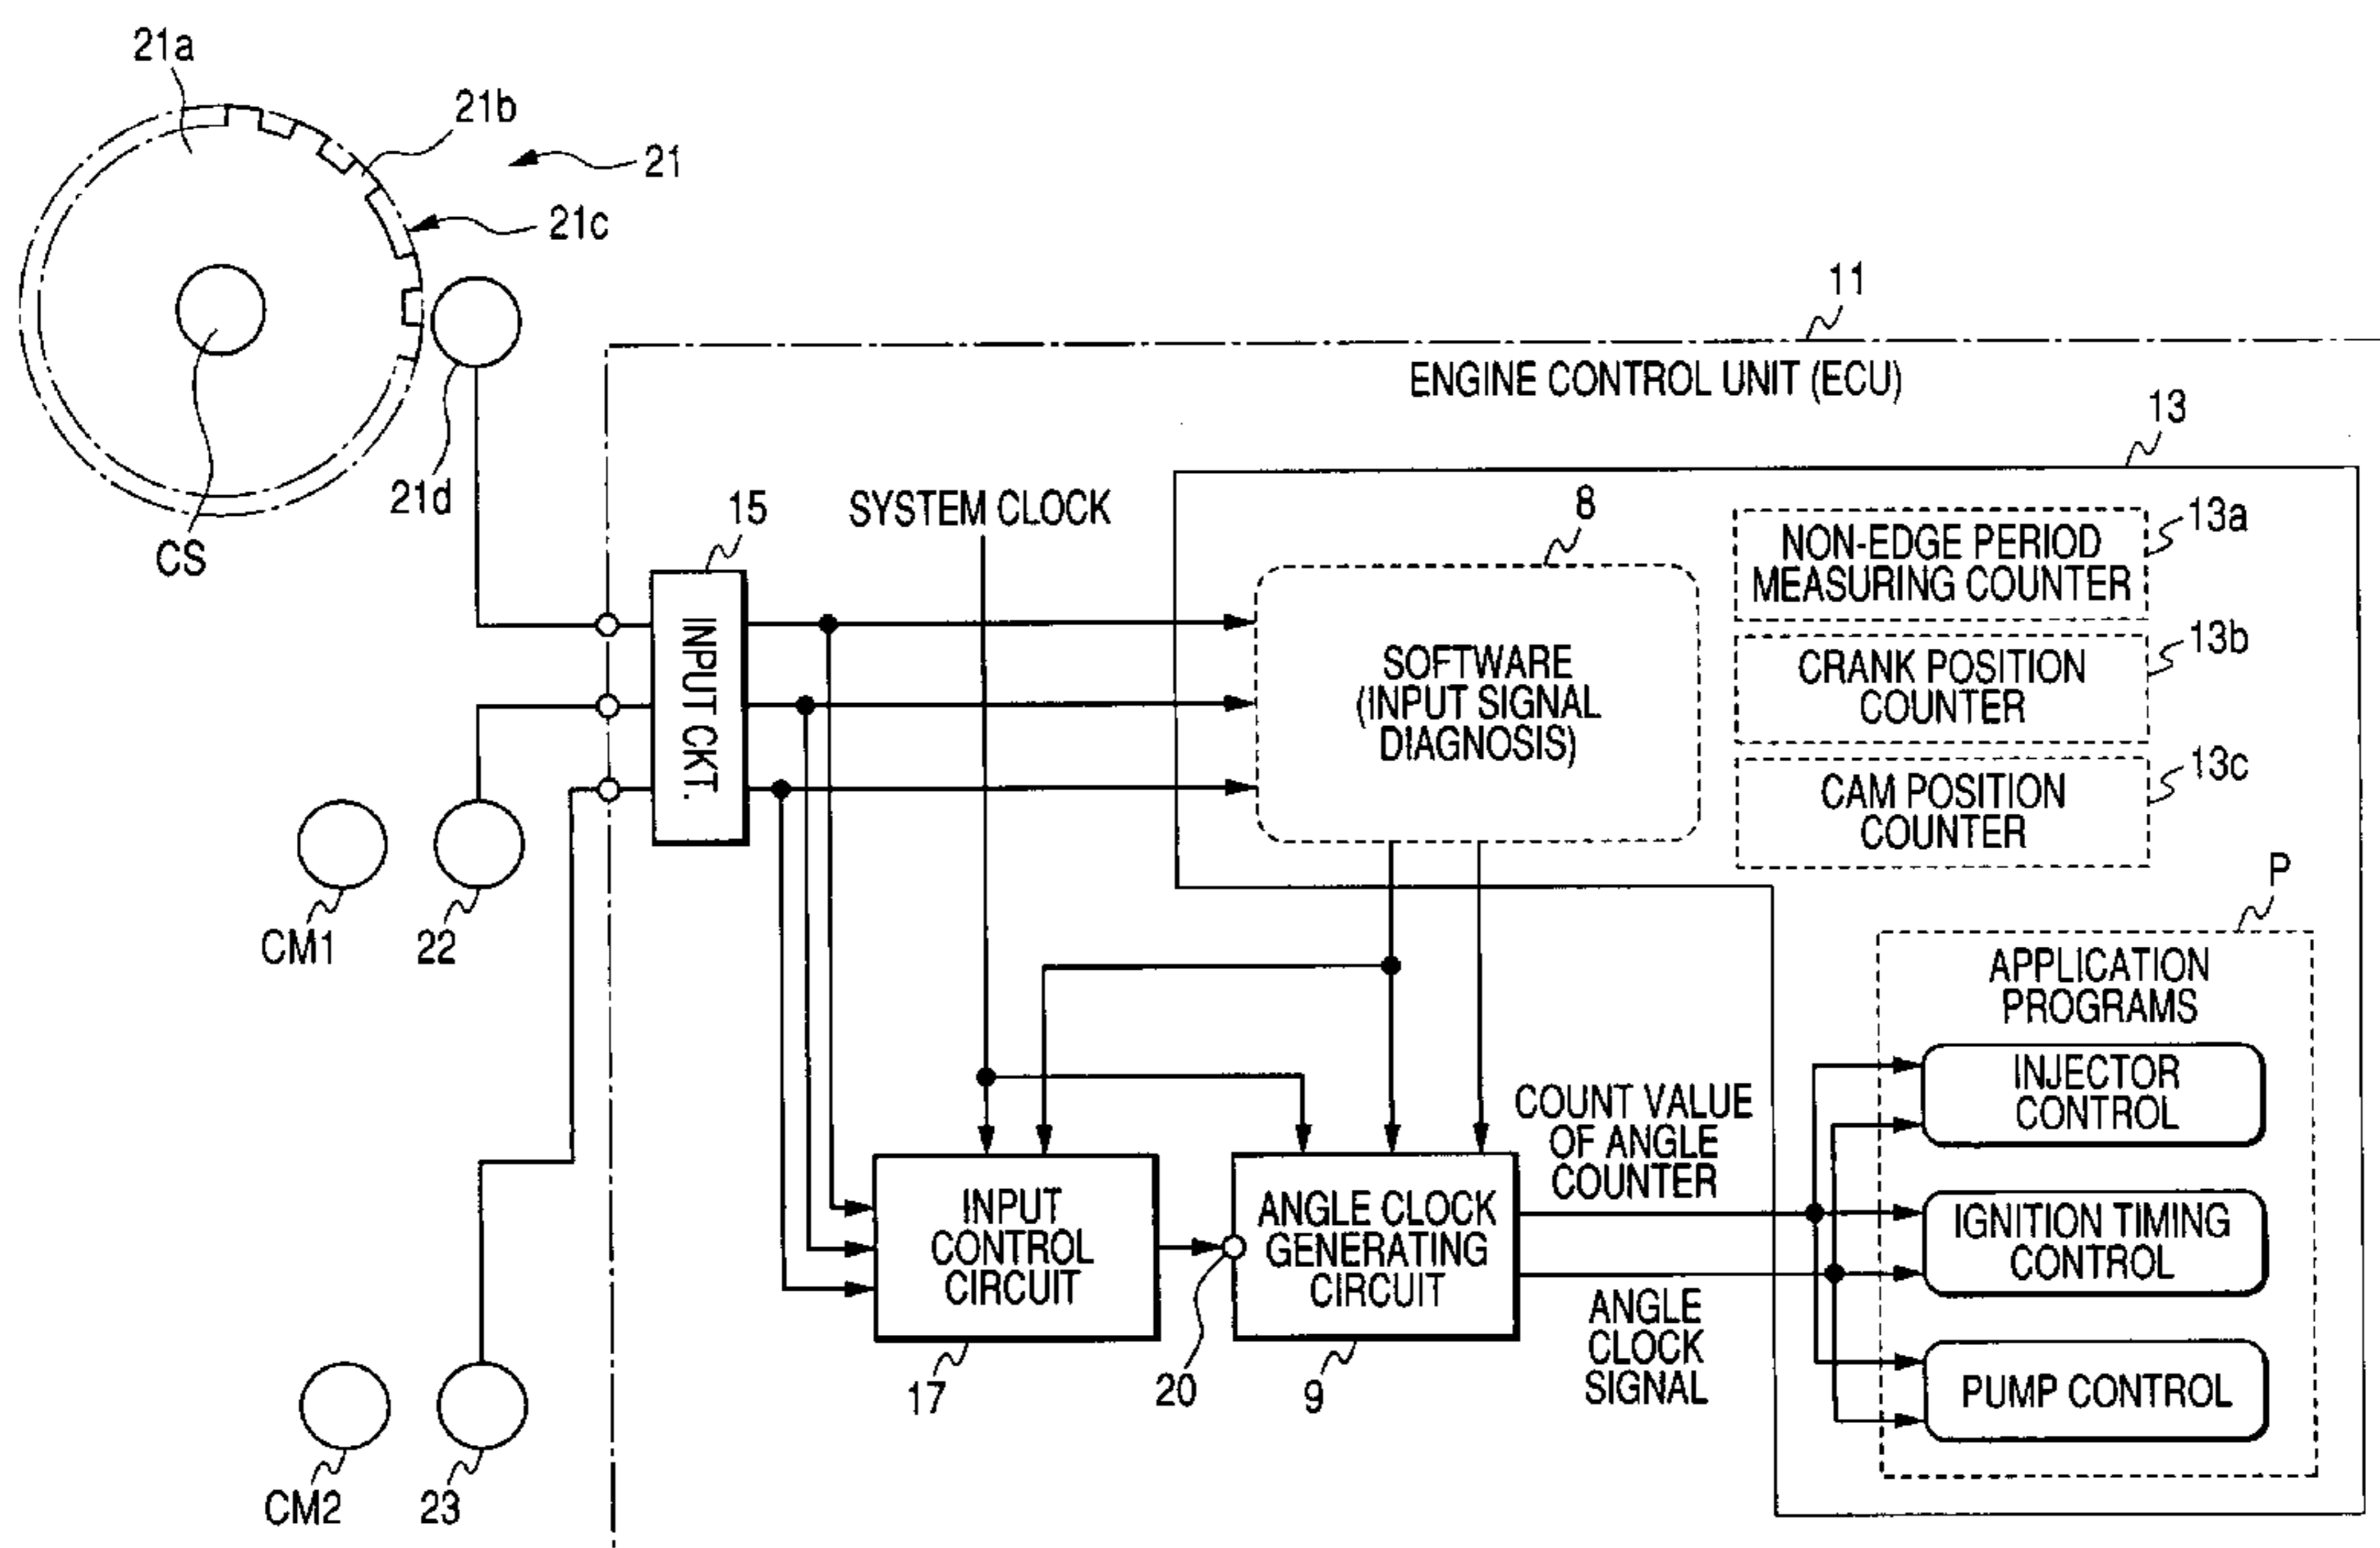 21a
21b
21
21c
11
ENGINE CONTROL UNIT (ECU)
13
21d
CS
15
SYSTEM CLOCK
8
13a
NON-EDGE PERIOD
MEASURING COUNTER
INPUT CKT.
SOFTWARE
(INPUT SIGNAL
DIAGNOSIS)
13b
CRANK POSITION
COUNTER
13c
CAM POSITION
COUNTER
CM1
22
P
APPLICATION
PROGRAMS
INJECTOR
CONTROL
COUNT VALUE
OF ANGLE
COUNTER
INPUT
CONTROL
CIRCUIT
ANGLE CLOCK
GENERATING
CIRCUIT
IGNITION TIMING
CONTROL
ANGLE
CLOCK
SIGNAL
17
20
9
PUMP CONTROL
CM2
23